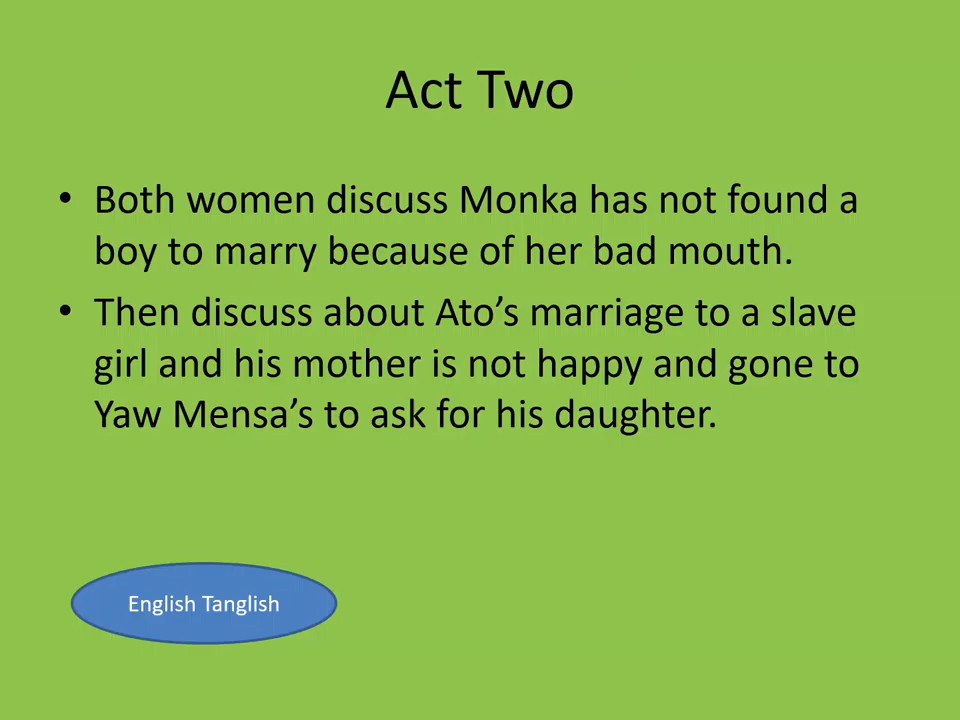 Act Two
• Both women discuss Monka has not found a
boy to marry because of her bad mouth.
• Then discuss about Ato’s marriage to a slave
girl and his mother is not happy and gone to
Yaw Mensa’s to ask for his daughter.
English Tanglish